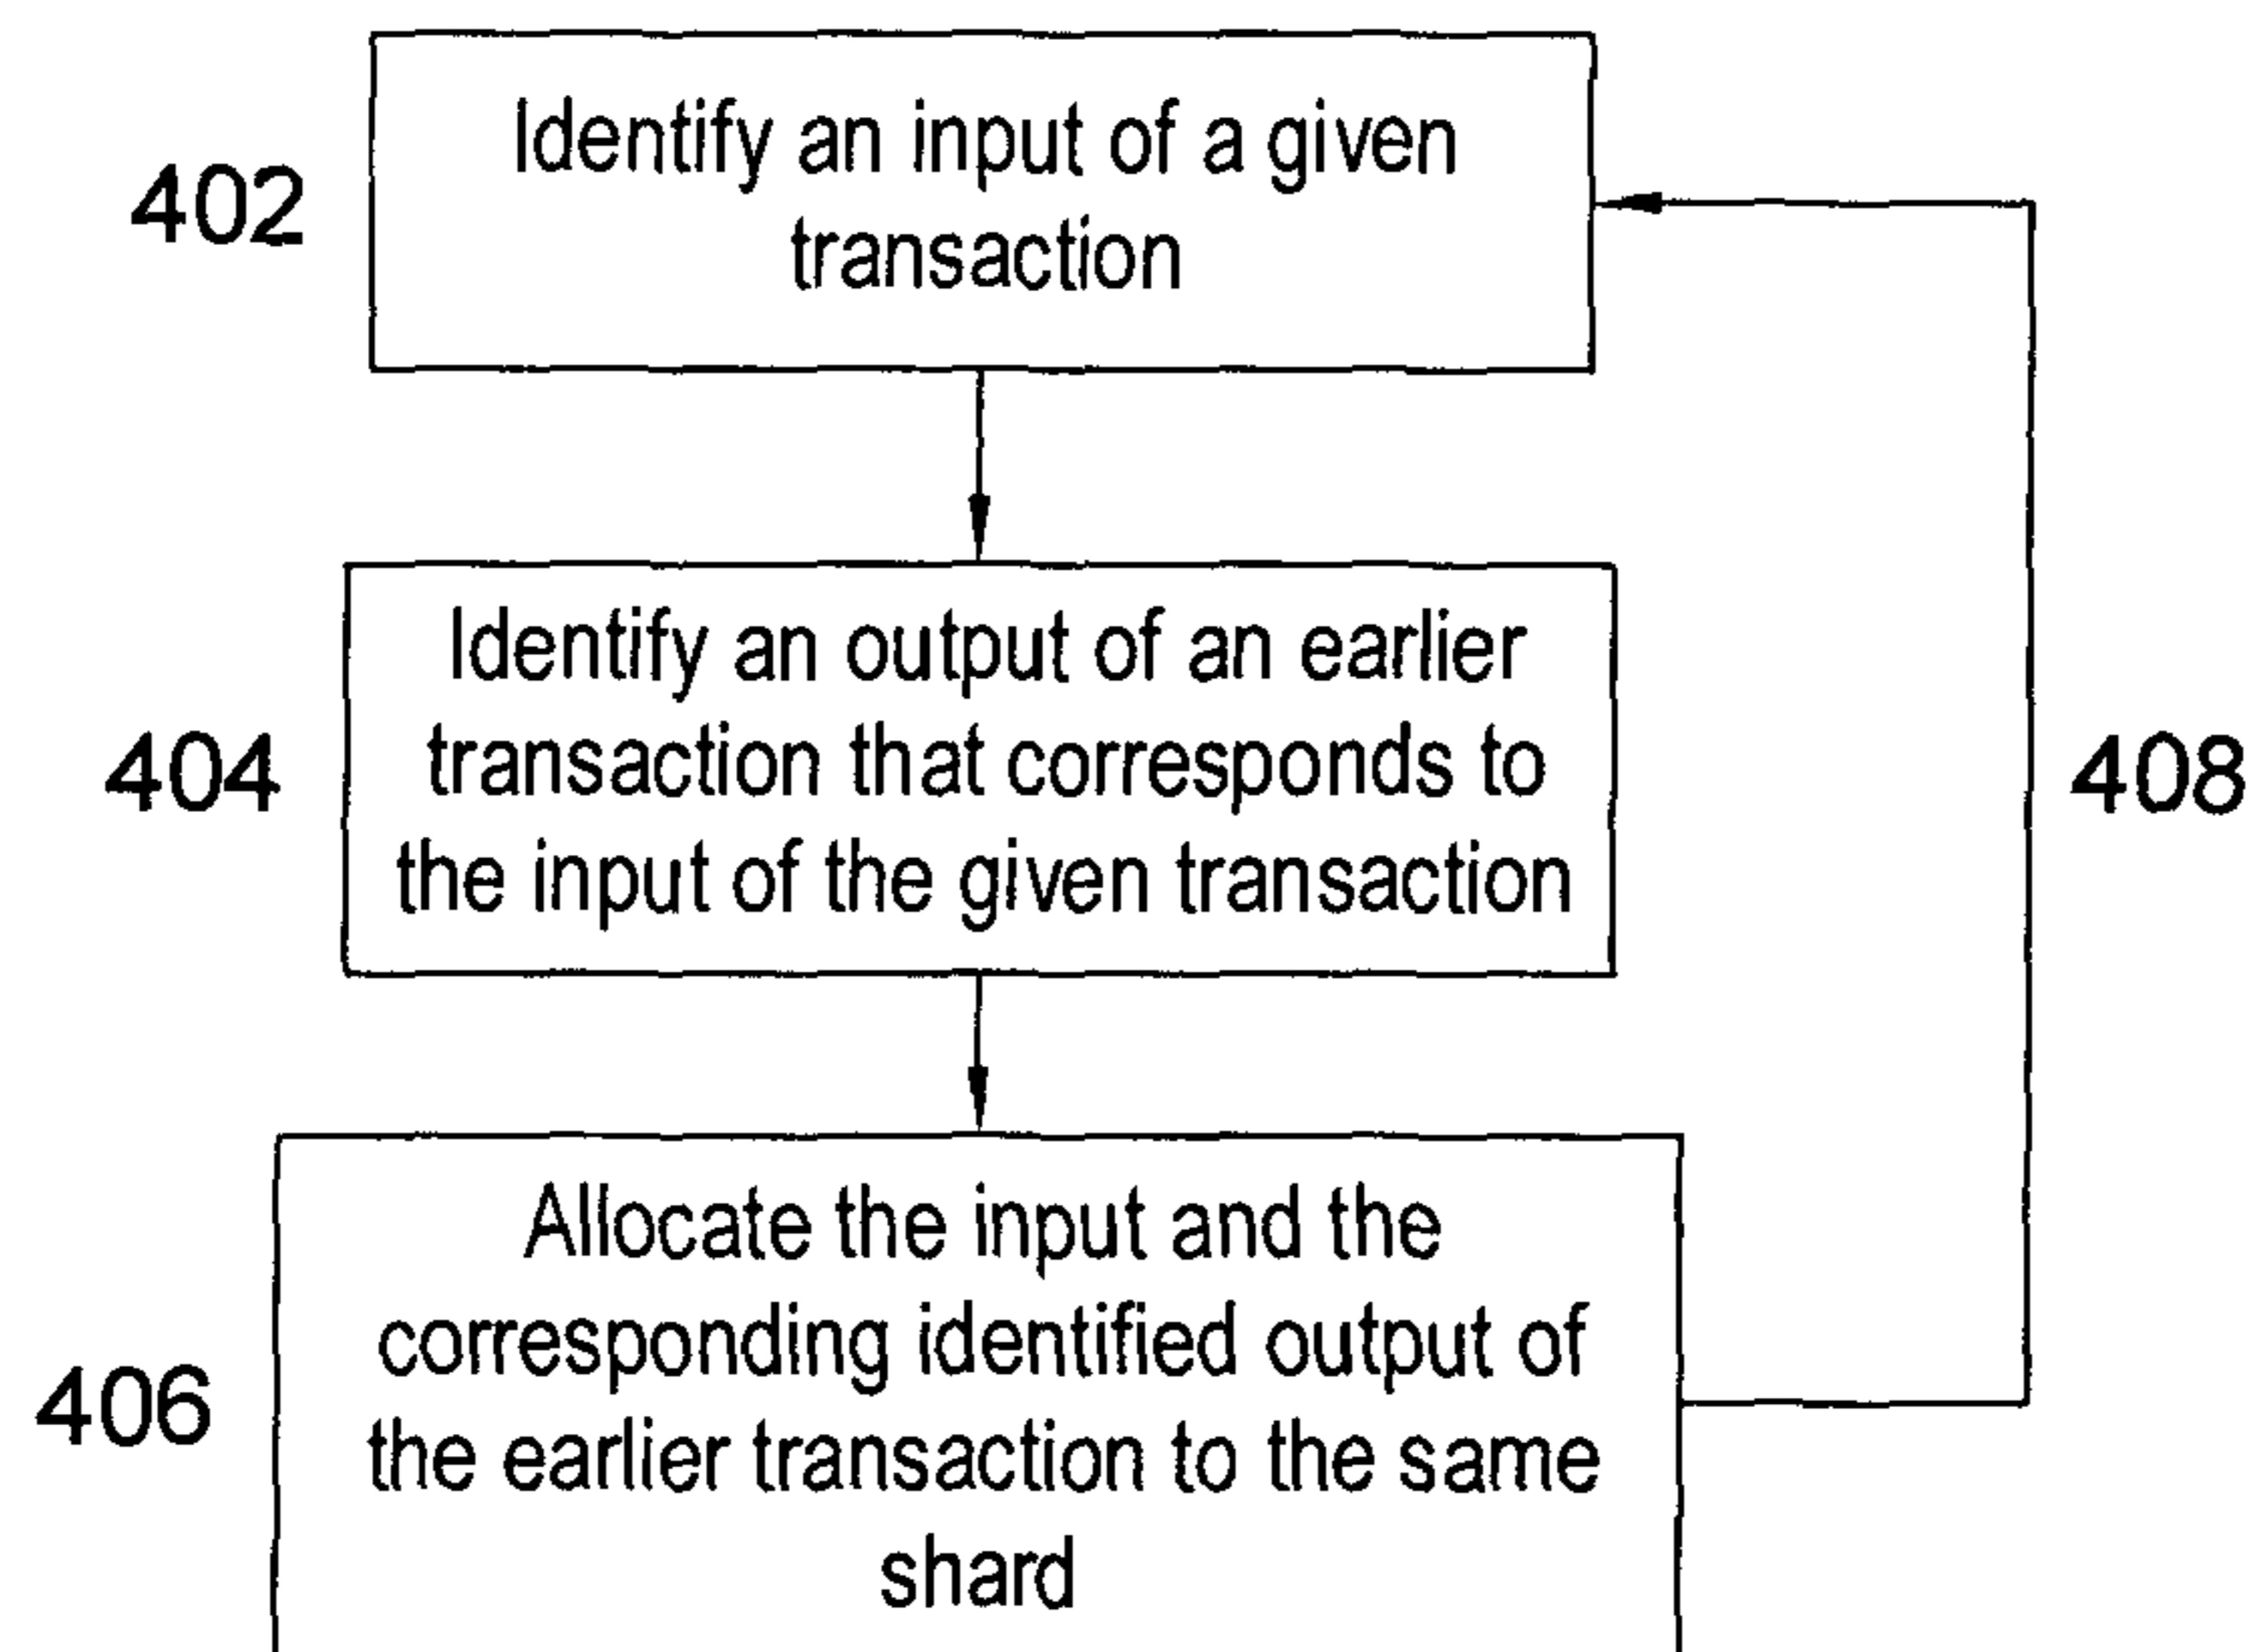 402
Identify an input of a given
transaction
404
Identify an output of an earlier
transaction that corresponds to
the input of the given transaction
408
406
Allocate the input and the
corresponding identified output of
the earlier transaction to the same
shard